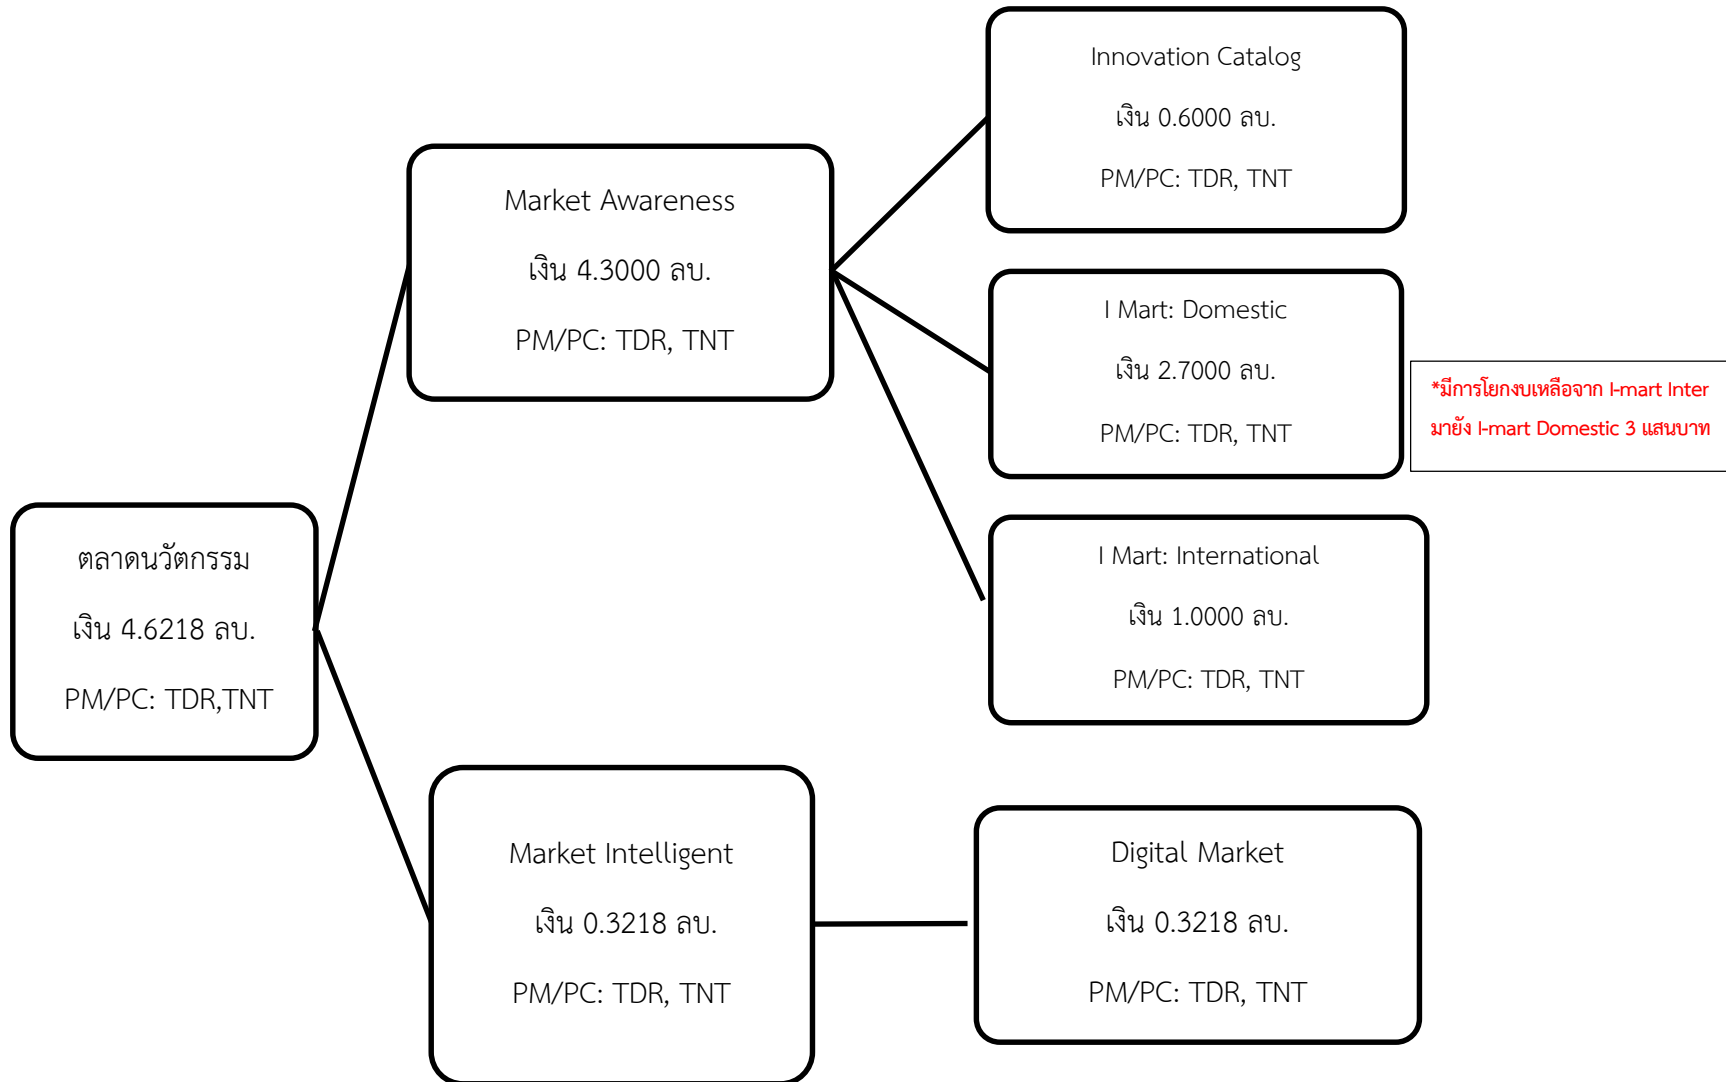 Innovation Catalog
เงิน 0.6000 ลบ.
PM/PC: TDR, TNT
Market Awareness
เงิน 4.3000 ลบ.
PM/PC: TDR, TNT
I Mart: Domestic
เงิน 2.7000 ลบ.
PM/PC: TDR, TNT
*มีการโยกงบเหลือจาก I-mart Inter
มายัง I-mart Domestic 3 แสนบาท
I Mart: International
เงิน 1.0000 ลบ.
PM/PC: TDR, TNT
ตลาดนวัตกรรม
เงิน 4.6218 ลบ.
PM/PC: TDR,TNT
Market Intelligent
เงิน 0.3218 ลบ.
PM/PC: TDR, TNT
Digital Market
เงิน 0.3218 ลบ.
PM/PC: TDR, TNT